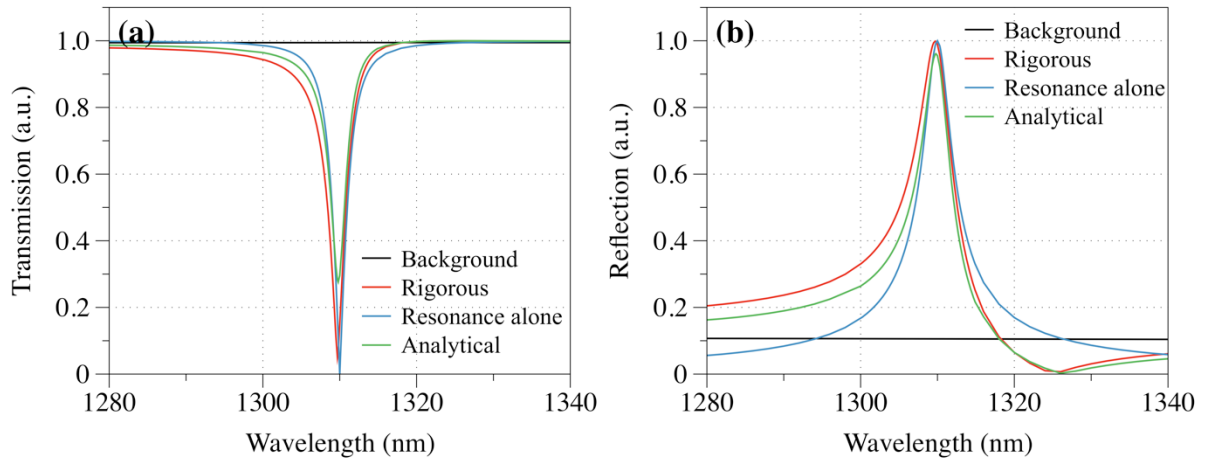 (a)
1.0
0.8
0.6
0.4
0.2
0
Transmission (a.u.)
Background
Rigorous
Resonance alone
Analytical
1280 1300 1320 1340
Wavelength (nm)
(b)
1.0
0.8
0.6
0.4
0.2
0
Reflection (a.u.)
Background
Rigorous
Resonance alone
Analytical
1280 1300 1320 1340
Wavelength (nm)